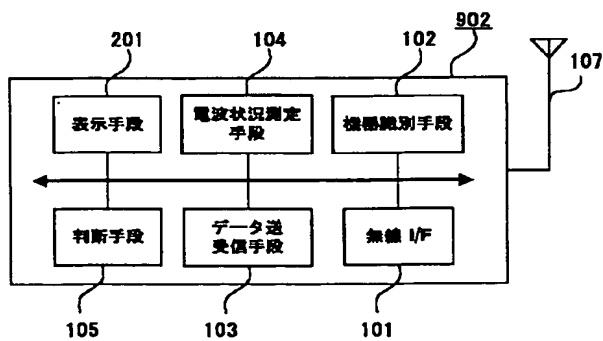 201
104
102
902
107
表示手段
電波状況測定
手段
機器識別手段
判断手段
データ送
受信手段
無線 I/F
105
103
101